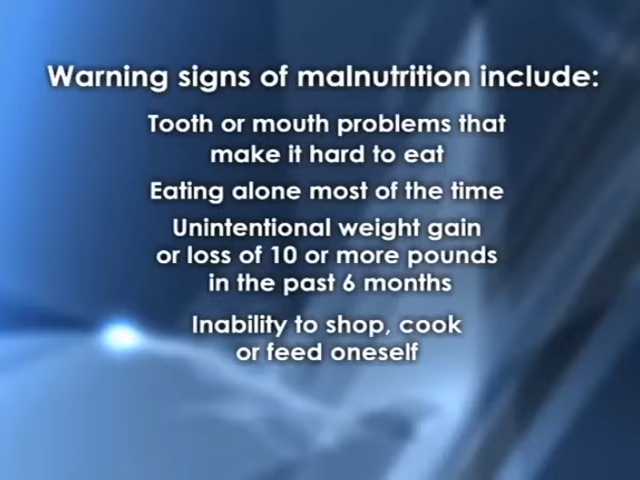 Warning signs of malnutrition include:
Tooth or mouth problems that
make it hard to eat
Eating alone most of the time
Unintentional weight gain
or loss of 10 or more pounds
in the past 6 months
Inability to shop, cook
or feed oneself